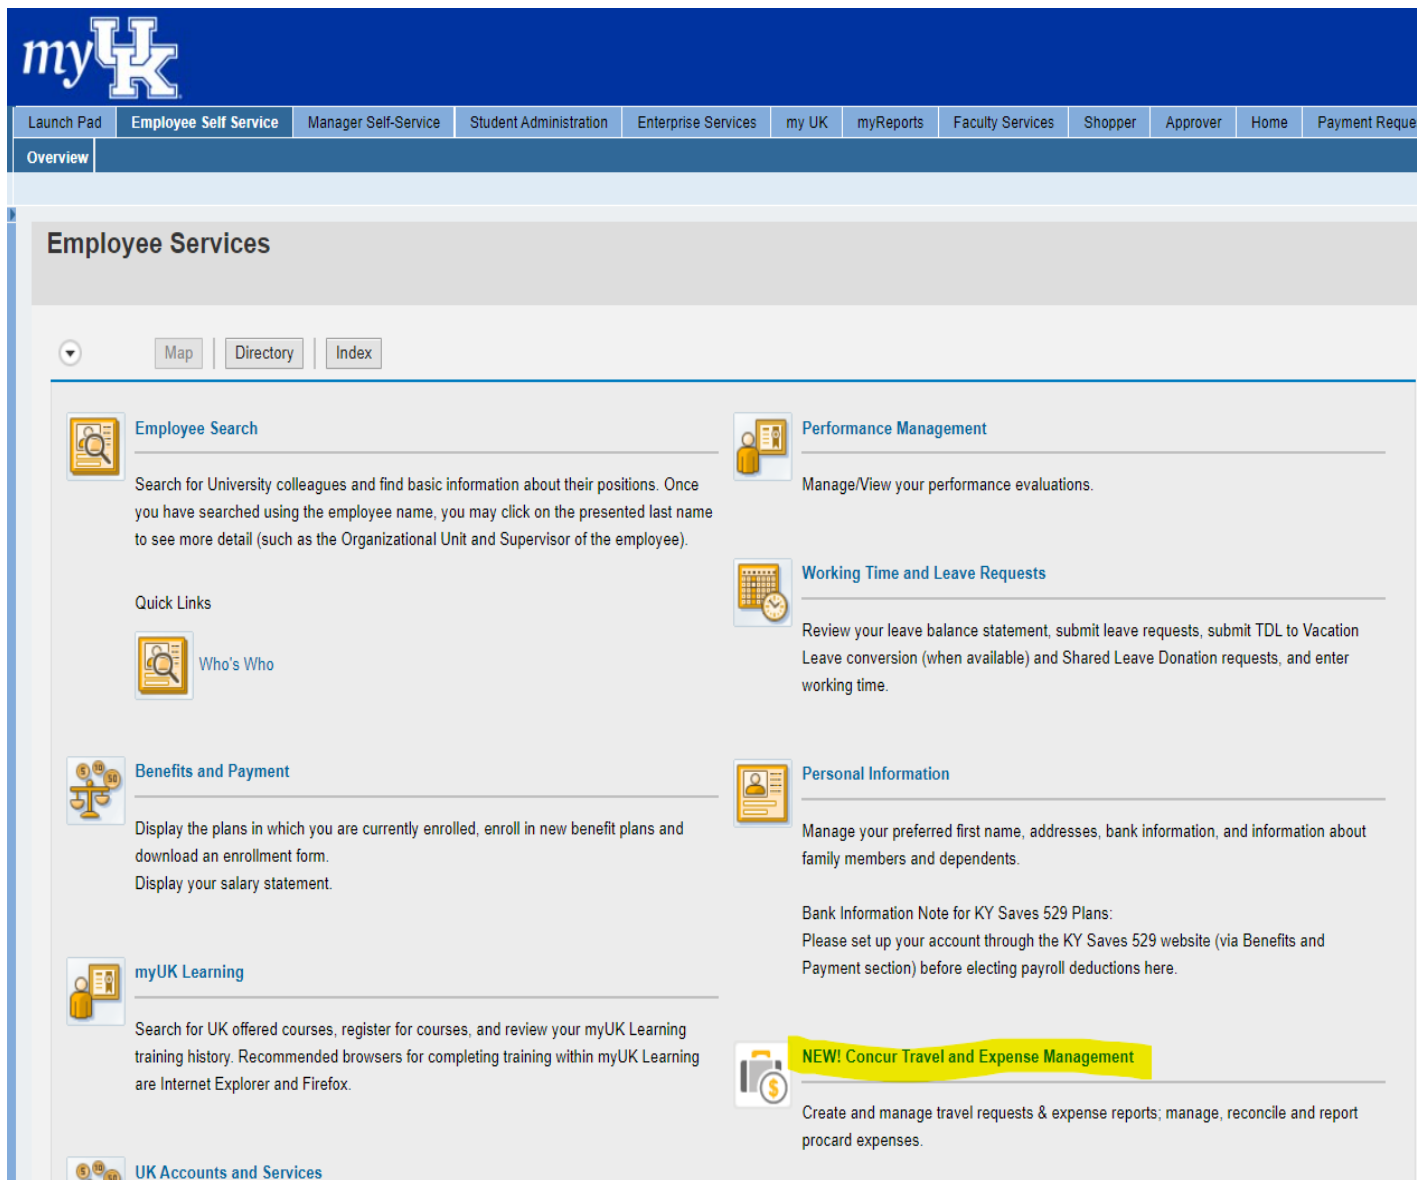 myUK
Launch Pad Employee Self Service Manager Self-Service Student Administration Enterprise Services my UK myReports Faculty Services Shopper Approver Home Payment Reque
Overview
Employee Services
Map Directory Index
Employee Search
Search for University colleagues and find basic information about their positions. Once
you have searched using the employee name, you may click on the presented last name
to see more detail (such as the Organizational Unit and Supervisor of the employee).
Quick Links
Who's Who
Benefits and Payment
Display the plans in which you are currently enrolled, enroll in new benefit plans and
download an enrollment form.
Display your salary statement.
myUK Learning
Search for UK offered courses, register for courses, and review your myUK Learning
training history. Recommended browsers for completing training within myUK Learning
are Internet Explorer and Firefox.
UK Accounts and Services
Performance Management
Manage/View your performance evaluations.
Working Time and Leave Requests
Review your leave balance statement, submit leave requests, submit TDL to Vacation
Leave conversion (when available) and Shared Leave Donation requests, and enter
working time.
Personal Information
Manage your preferred first name, addresses, bank information, and information about
family members and dependents.
Bank Information Note for KY Saves 529 Plans:
Please set up your account through the KY Saves 529 website (via Benefits and
Payment section) before electing payroll deductions here.
NEW! Concur Travel and Expense Management
Create and manage travel requests & expense reports; manage, reconcile and report
procard expenses.